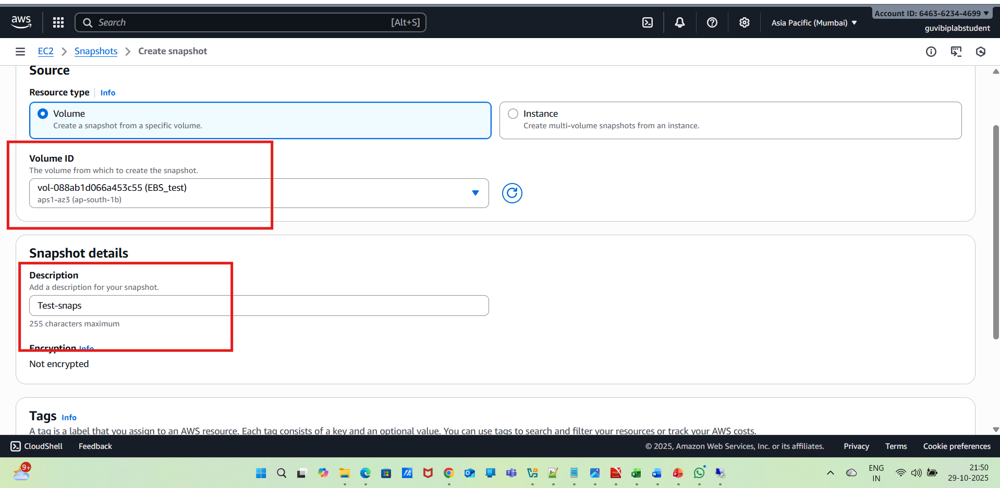 aws
Search
[Alt+S]
Asia Pacific (Mumbai)
Account ID: 6463-6234-4699
guvibiplabstudent
EC2
Snapshots
Create snapshot
Source
Resource type
Info
Volume
Create a snapshot from a specific volume.
Instance
Create multi-volume snapshots from an instance.
Volume ID
The volume from which to create the snapshot.
vol-088ab1d066a453c55 (EBS_test)
aps1-az3 (ap-south-1b)
Snapshot details
Description
Add a description for your snapshot.
Test-snaps
255 characters maximum
Encryption Info
Not encrypted
Tags Info
A tag is a label that you assign to an AWS resource. Each tag consists of a key and an optional value. You can use tags to search and filter your resources or track your AWS costs.
CloudShell
Feedback
© 2025, Amazon Web Services, Inc. or its affiliates.
Privacy
Terms
Cookie preferences
9+
ENG
IN
21:50
29-10-2025